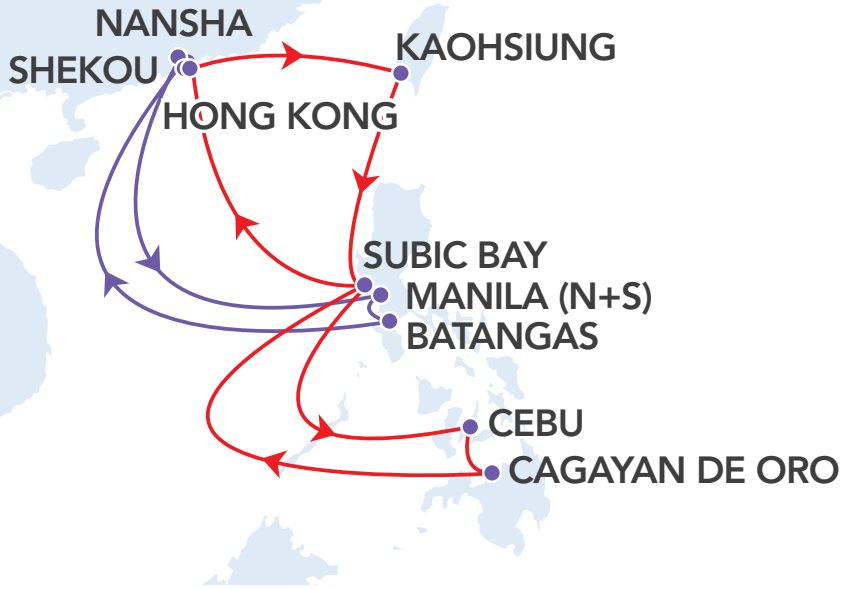 NANSHA
SHEKOU
KAOHSIUNG
HONG KONG
SUBIC BAY
MANILA (N+S)
BATANGAS
CEBU
CAGAYAN DE ORO